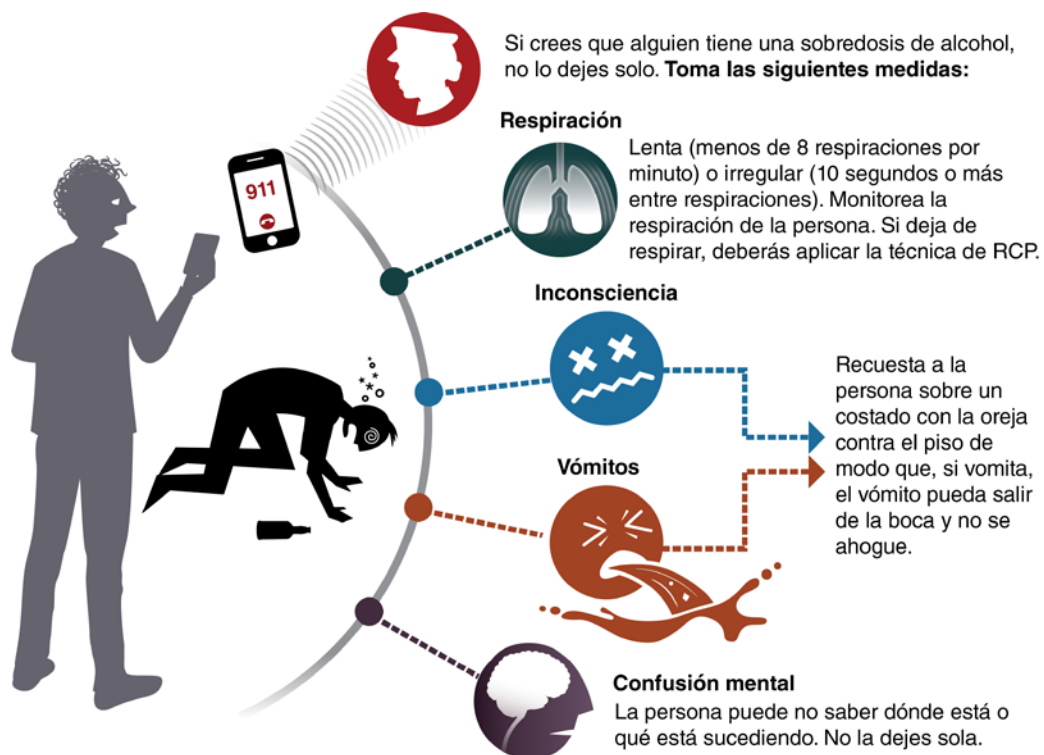 Si crees que alguien tiene una sobredosis de alcohol,
no lo dejes solo. Toma las siguientes medidas:
911
Respiración
Lenta (menos de 8 respiraciones por
minuto) o irregular (10 segundos o más
entre respiraciones). Monitorea la
respiración de la persona. Si deja de
respirar, deberás aplicar la técnica de RCP.
Inconsciencia
Vómitos
Recuesta a la
persona sobre un
costado con la oreja
contra el piso de
modo que, si vomita,
el vómito pueda salir
de la boca y no se
ahogue.
Confusión mental
La persona puede no saber dónde está o
qué está sucediendo. No la dejes sola.